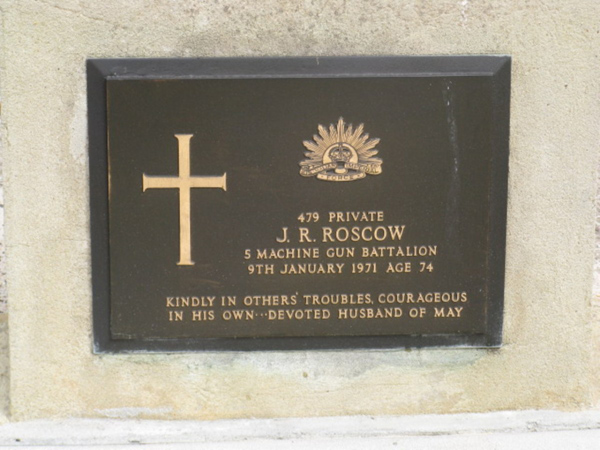 479 PRIVATE
J. R. ROSCOW
5 MACHINE GUN BATTALION
9TH JANUARY 1971 AGE 74
KINDLY IN OTHERS' TROUBLES, COURAGEOUS
IN HIS OWN···DEVOTED HUSBAND OF MAY